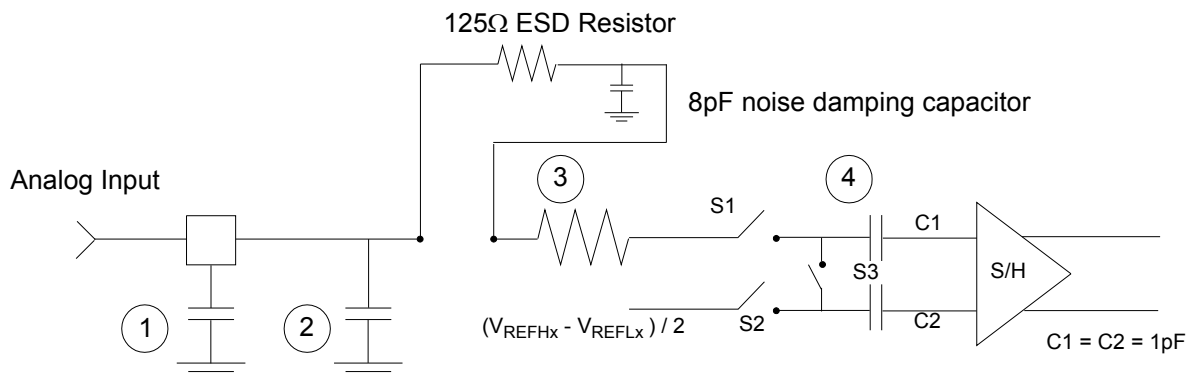 125Ω ESD Resistor
8pF noise damping capacitor
Analog Input
3
4
S1
C1
S3
S/H
1
2
(VREFHx - VREFLx ) / 2
S2
C2
C1 = C2 = 1pF